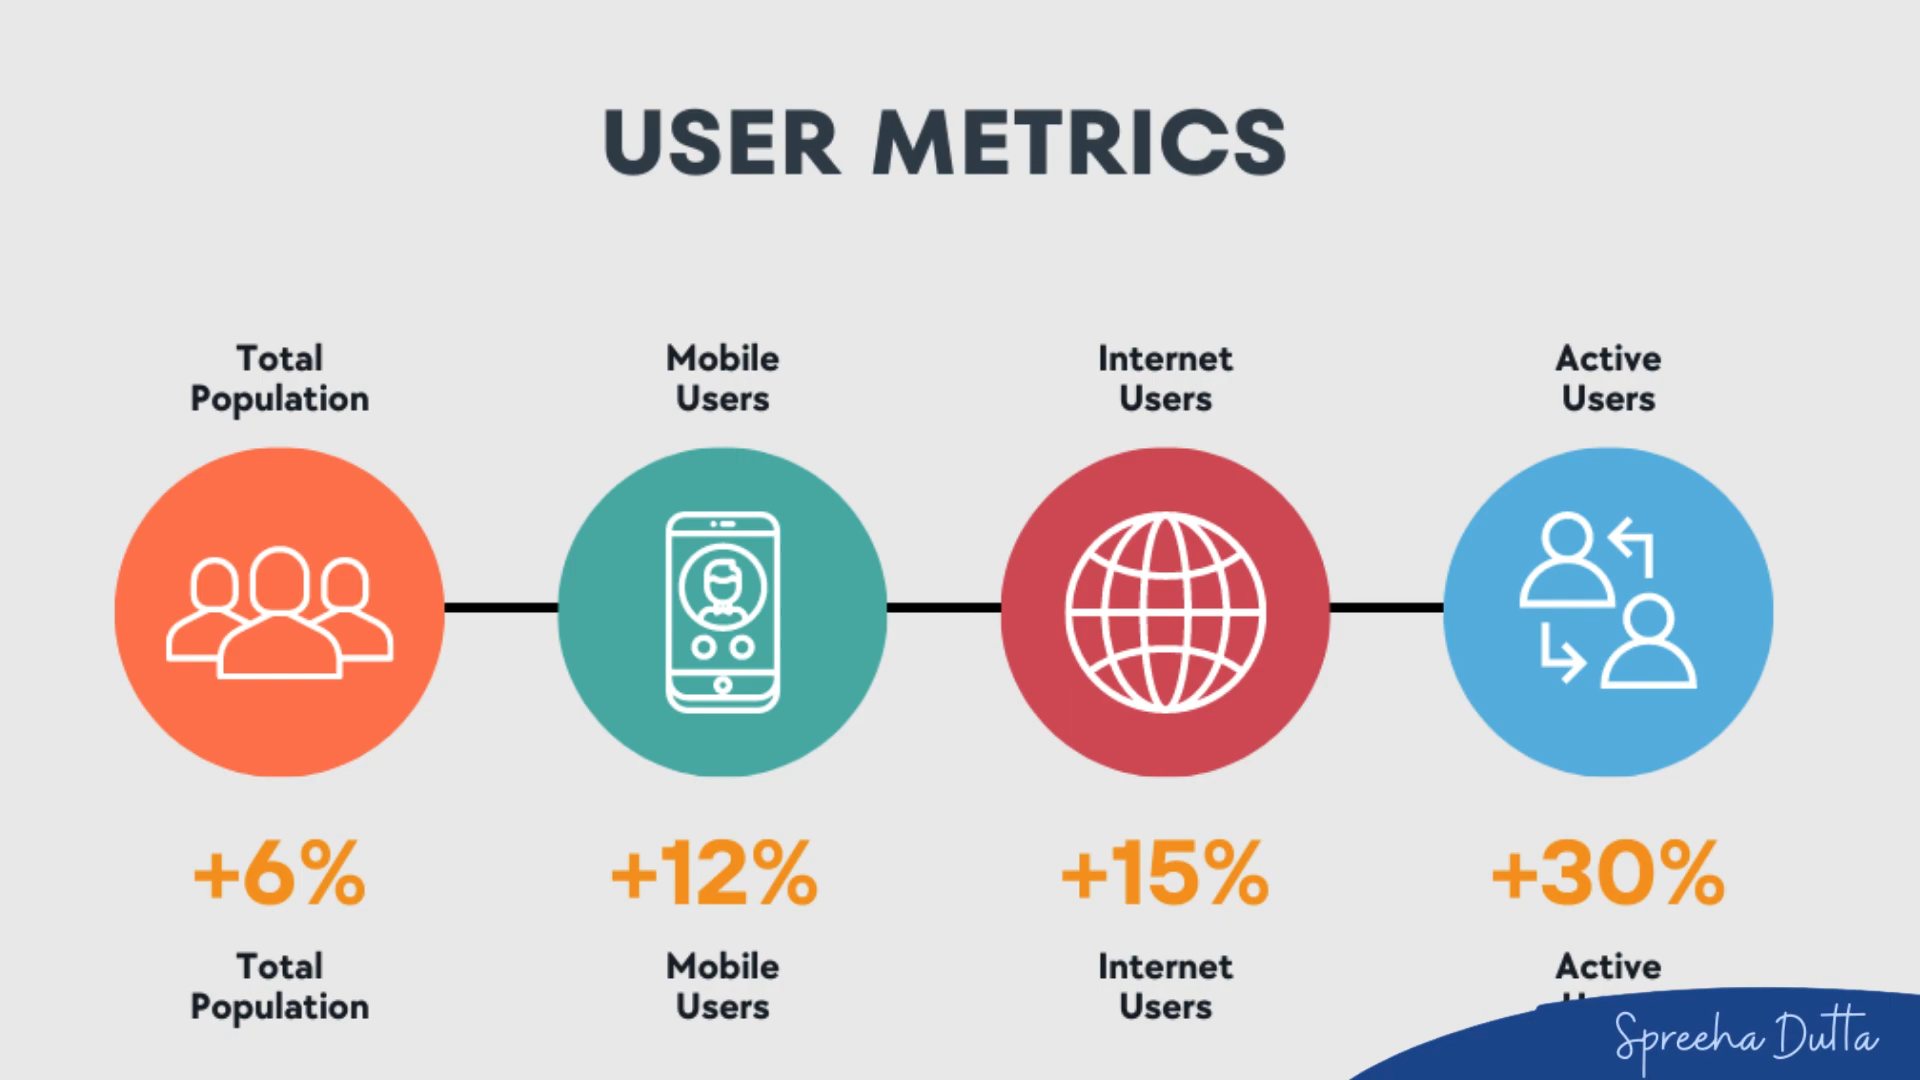 USER METRICS
Total
Population
Mobile
Users
Internet
Users
Active
Users
+6%
+12%
+15%
+30%
Total
Population
Mobile
Users
Internet
Users
Active
Spreeha Dutta